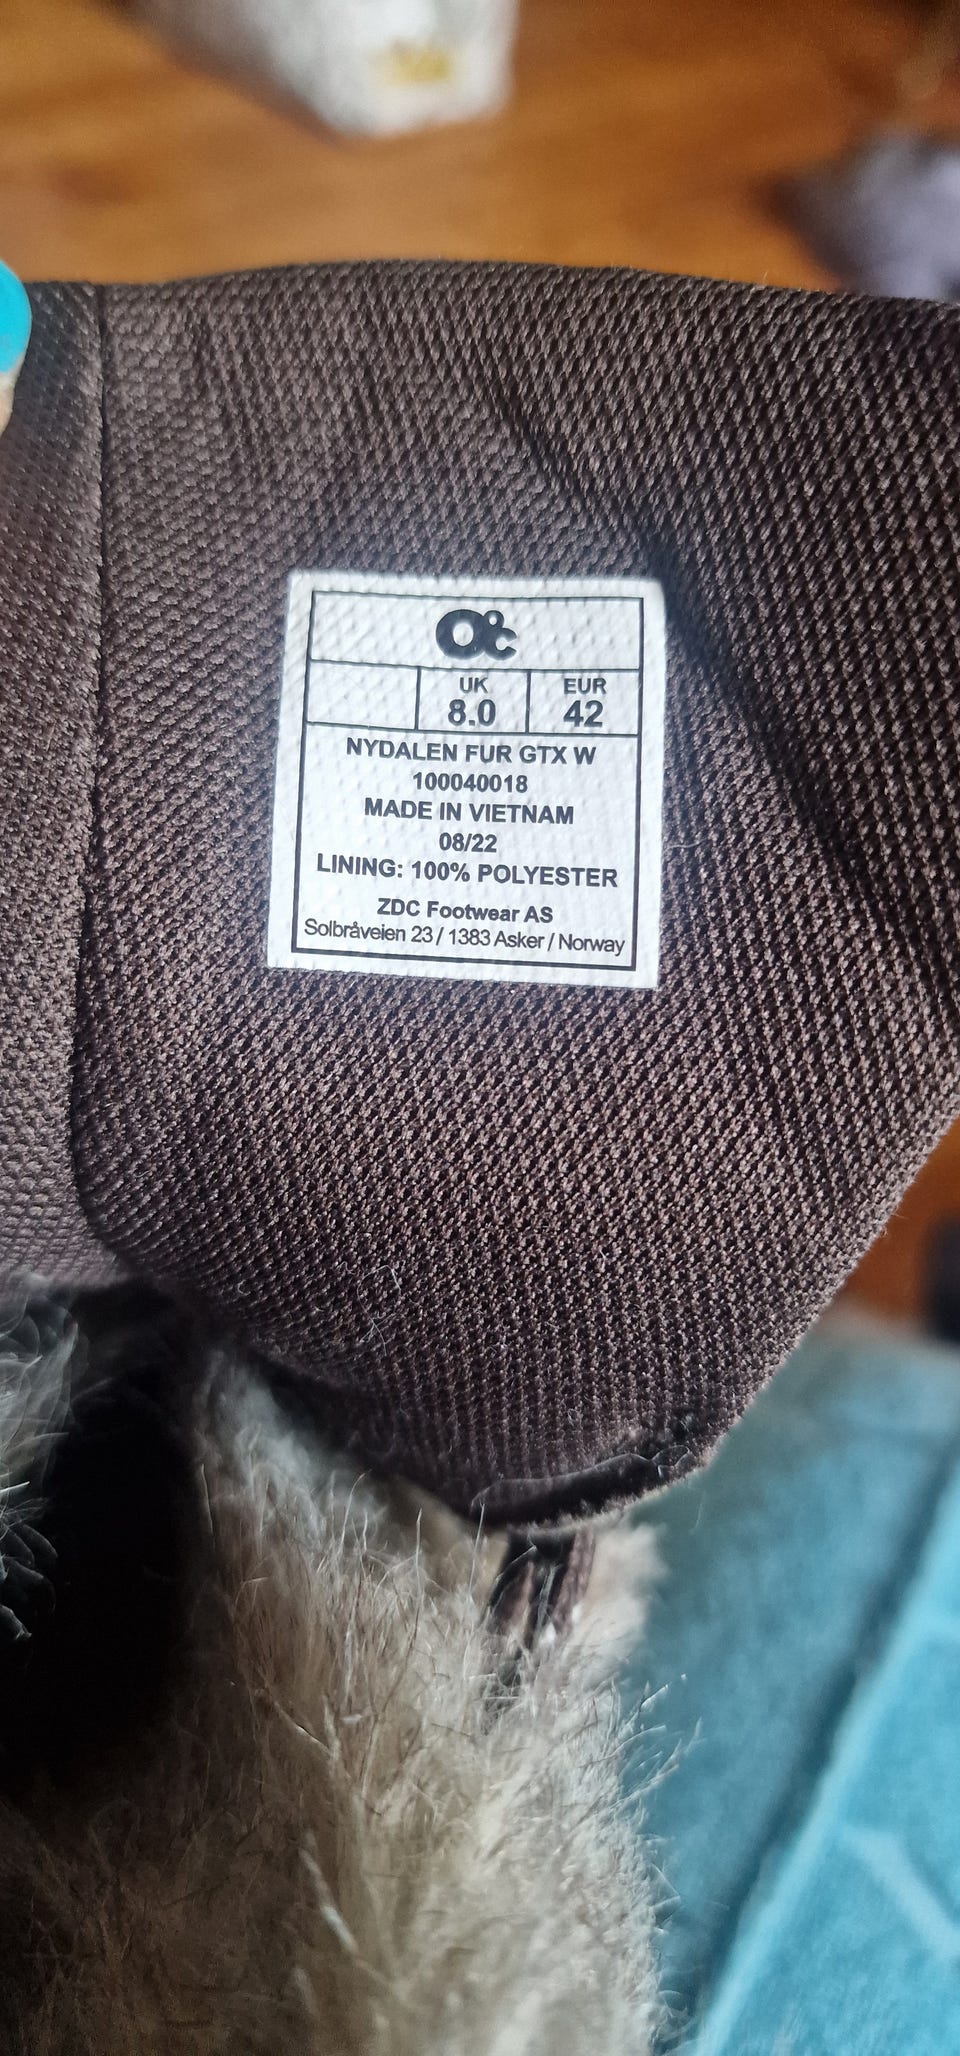 O°C
UK EUR
8.0 42
NYDALEN FUR GTX W
100040018
MADE IN VIETNAM
08/22
LINING: 100% POLYESTER
ZDC Footwear AS
Solbråveien 23 / 1383 Asker / Norway